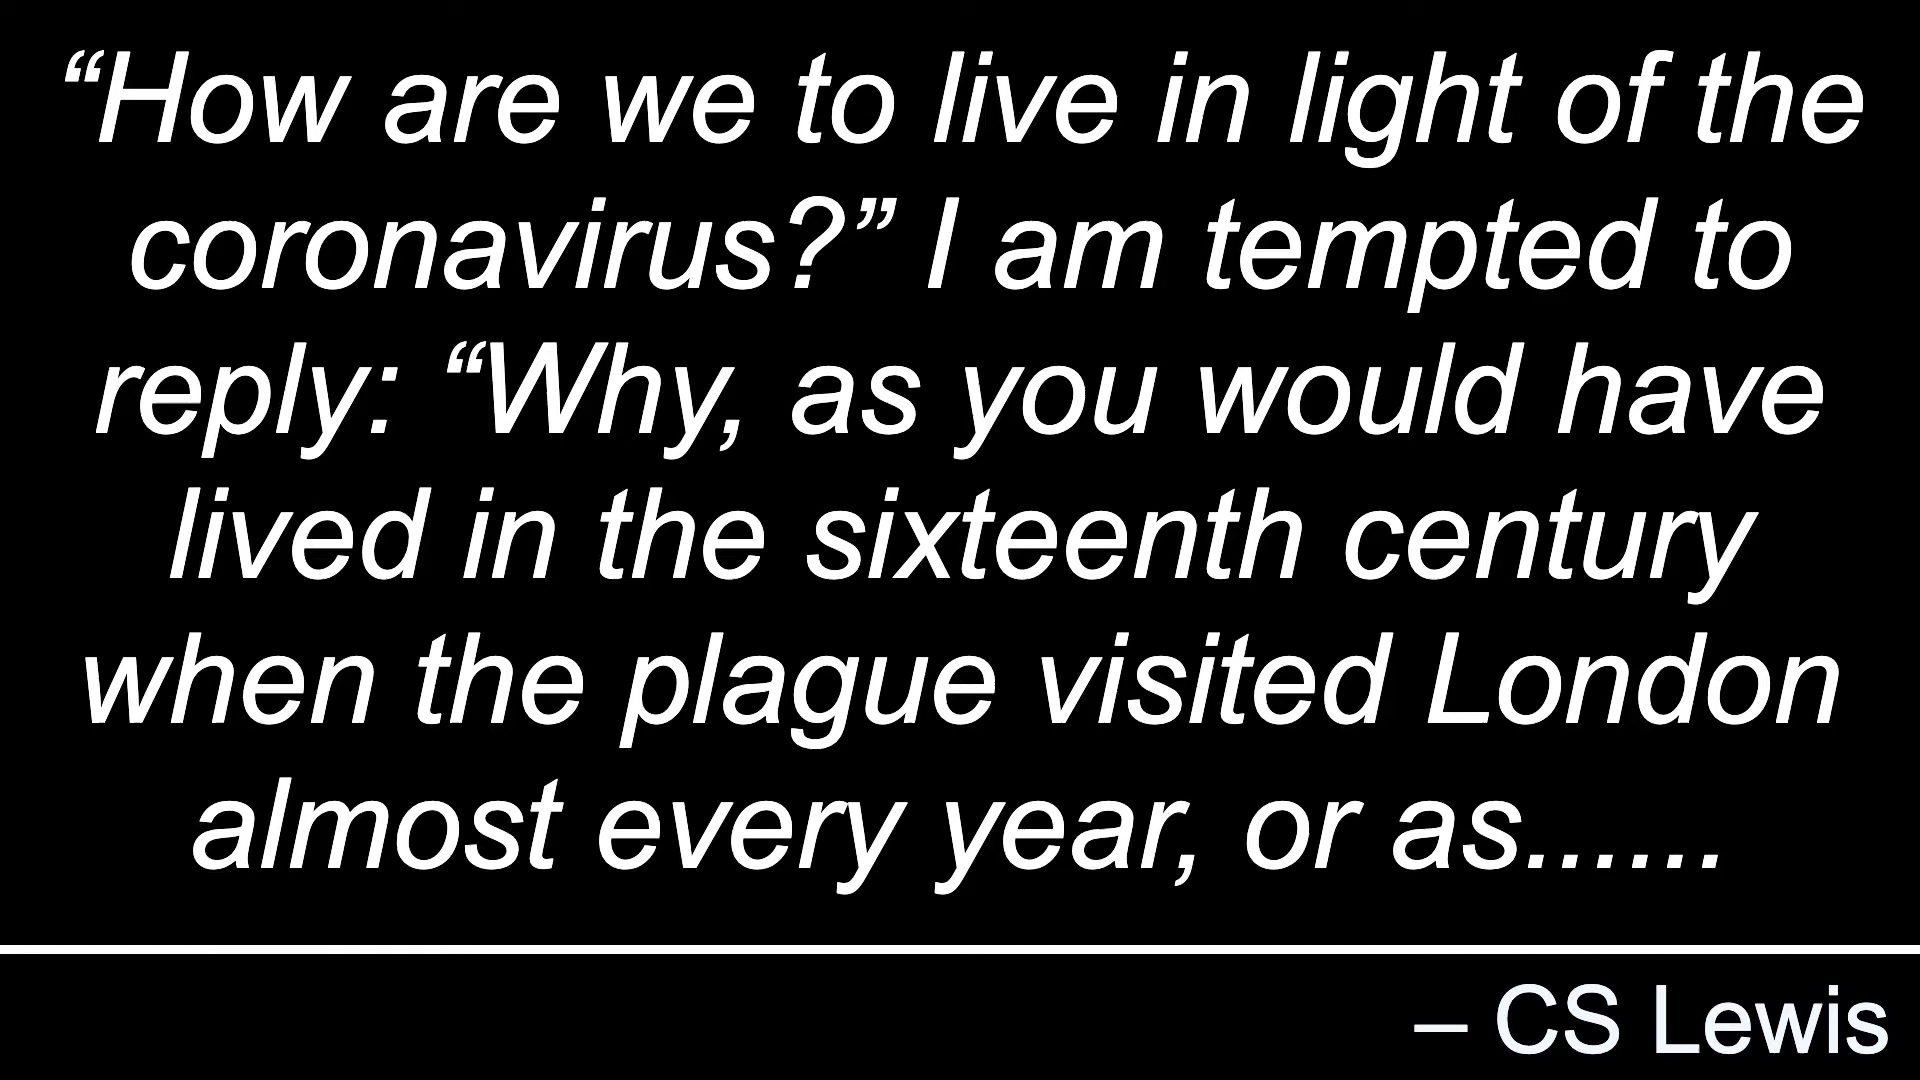 “How are we to live in light of the
coronavirus?” I am tempted to
reply: “Why, as you would have
lived in the sixteenth century
when the plague visited London
almost every year, or as......
– CS Lewis